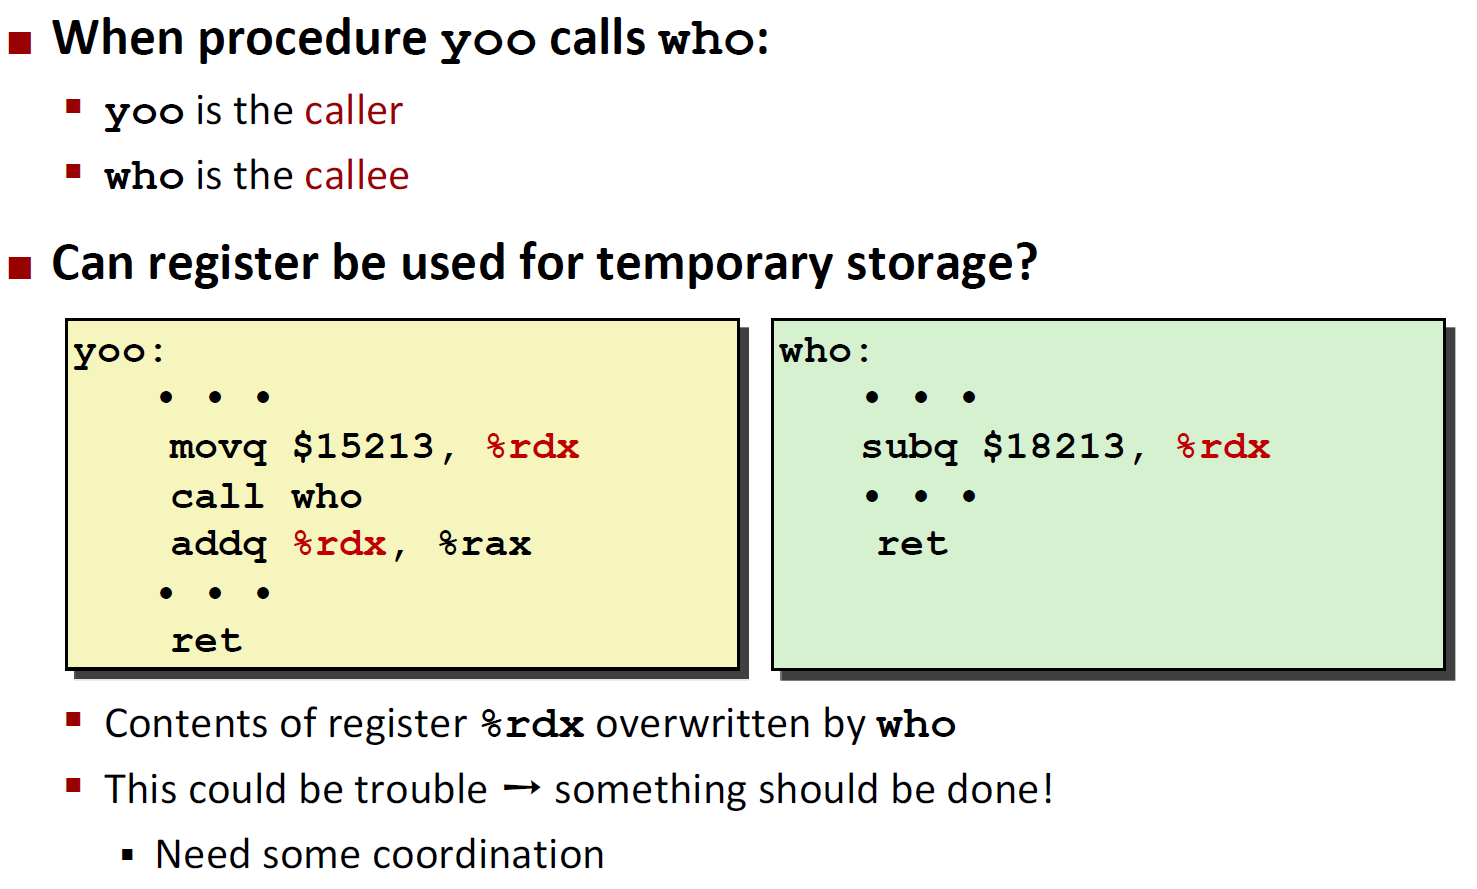 When procedure yoo calls who:
yoo is the caller
who is the callee
Can register be used for temporary storage?
yoo:
• • •
movq $15213, %rdx
call who
addq %rdx, %rax
• • •
ret
who:
• • •
subq $18213, %rdx
• • •
ret
Contents of register %rdx overwritten by who
This could be trouble → something should be done!
Need some coordination